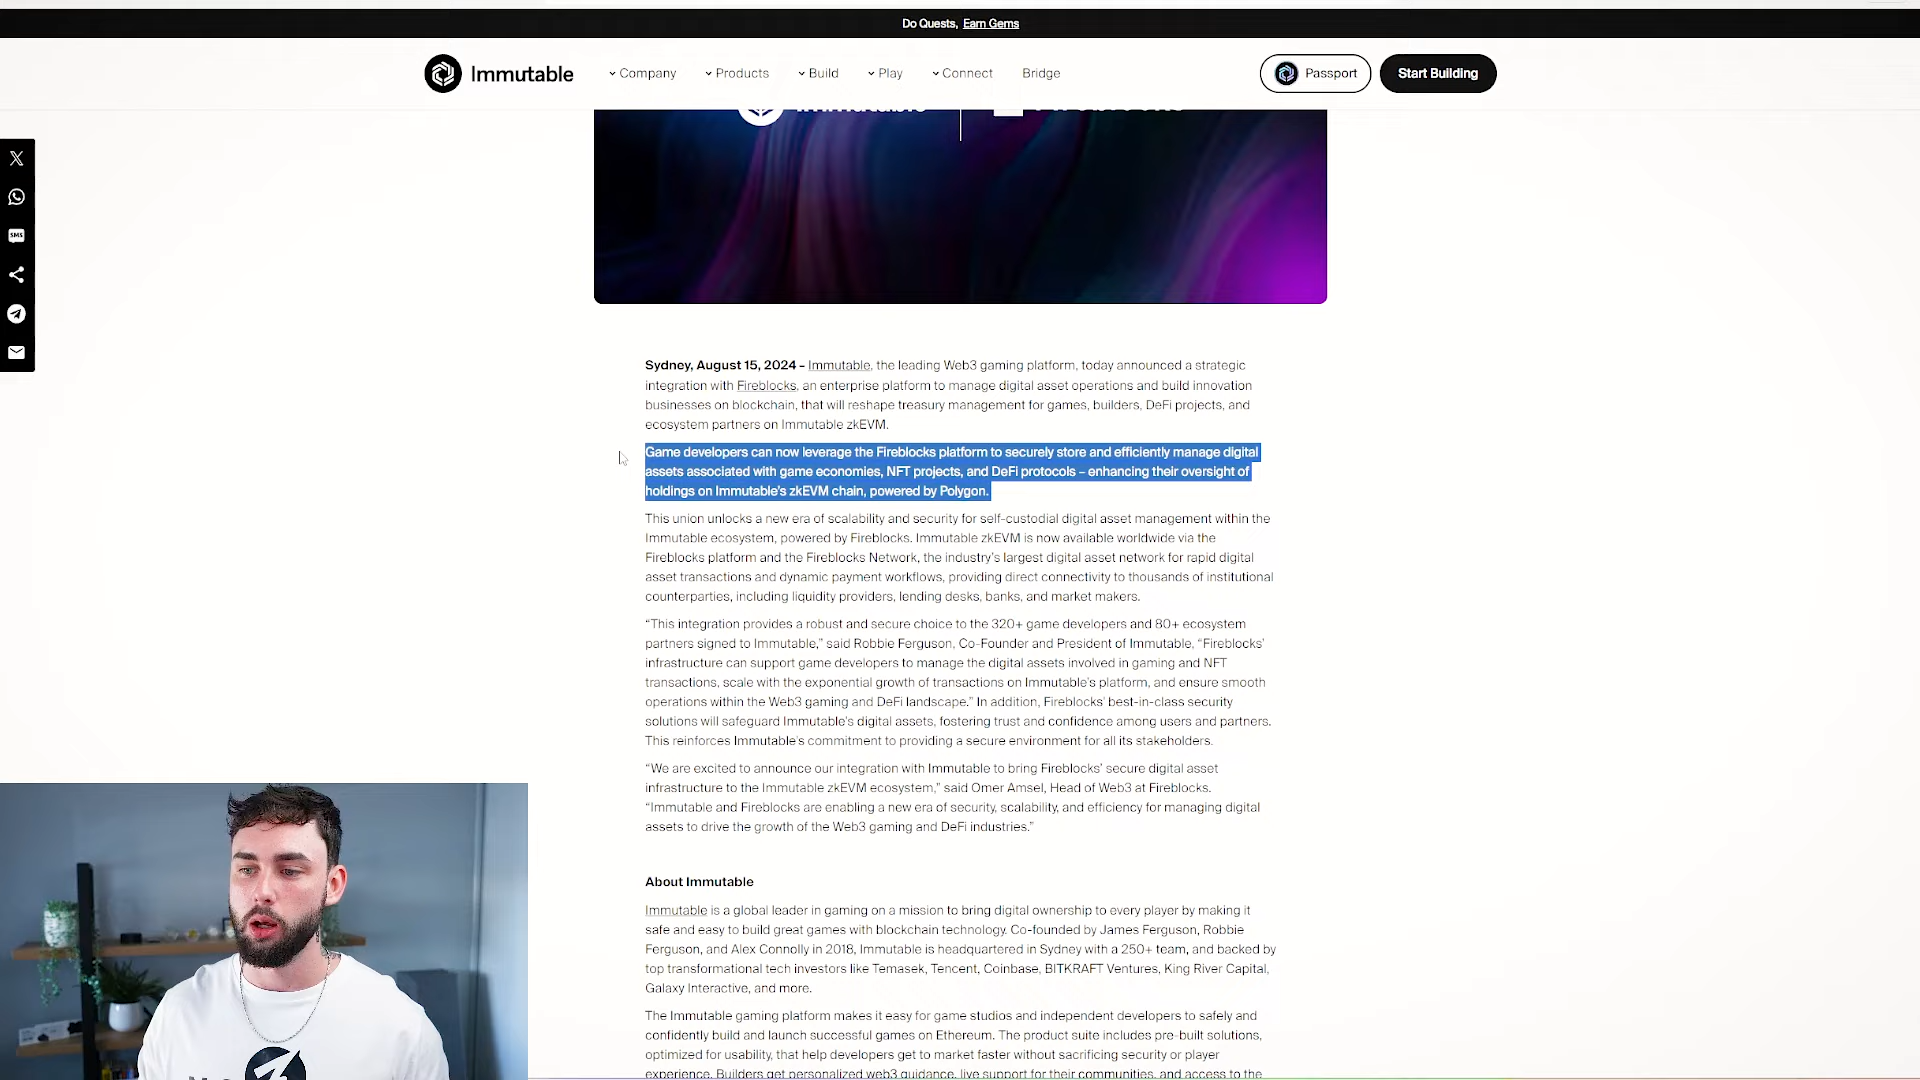 Do Quests, Earn Gems
Immutable
Company
Products
Build
Play
Connect
Bridge
Passport
Start Building
SMS
Sydney, August 15, 2024 – Immutable, the leading Web3 gaming platform, today announced a strategic
integration with Fireblocks, an enterprise platform to manage digital asset operations and build innovation
businesses on blockchain, that will reshape treasury management for games, builders, DeFi projects, and
ecosystem partners on Immutable zkEVM.
Game developers can now leverage the Fireblocks platform to securely store and efficiently manage digital
assets associated with game economies, NFT projects, and DeFi protocols – enhancing their oversight of
holdings on Immutable's zkEVM chain, powered by Polygon.
This union unlocks a new era of scalability and security for self-custodial digital asset management within the
Immutable ecosystem, powered by Fireblocks. Immutable zkEVM is now available worldwide via the
Fireblocks platform and the Fireblocks Network, the industry's largest digital asset network for rapid digital
asset transactions and dynamic payment workflows, providing direct connectivity to thousands of institutional
counterparties, including liquidity providers, lending desks, banks, and market makers.
“This integration provides a robust and secure choice to the 320+ game developers and 80+ ecosystem
partners signed to Immutable,” said Robbie Ferguson, Co-Founder and President of Immutable, “Fireblocks'
infrastructure can support game developers to manage the digital assets involved in gaming and NFT
transactions, scale with the exponential growth of transactions on Immutable's platform, and ensure smooth
operations within the Web3 gaming and DeFi landscape.” In addition, Fireblocks' best-in-class security
solutions will safeguard Immutable's digital assets, fostering trust and confidence among users and partners.
This reinforces Immutable's commitment to providing a secure environment for all its stakeholders.
“We are excited to announce our integration with Immutable to bring Fireblocks' secure digital asset
infrastructure to the Immutable zkEVM ecosystem,” said Omer Amsel, Head of Web3 at Fireblocks.
“Immutable and Fireblocks are enabling a new era of security, scalability, and efficiency for managing digital
assets to drive the growth of the Web3 gaming and DeFi industries.”
About Immutable
Immutable is a global leader in gaming on a mission to bring digital ownership to every player by making it
safe and easy to build great games with blockchain technology. Co-founded by James Ferguson, Robbie
Ferguson, and Alex Connolly in 2018, Immutable is headquartered in Sydney with a 250+ team, and backed by
top transformational tech investors like Temasek, Tencent, Coinbase, BITKRAFT Ventures, King River Capital,
Galaxy Interactive, and more.
The Immutable gaming platform makes it easy for game studios and independent developers to safely and
confidently build and launch successful games on Ethereum. The product suite includes pre-built solutions,
optimized for usability, that help developers get to market faster without sacrificing security or player
experience. Builders get personalized web3 guidance, live support for their communities, and access to the